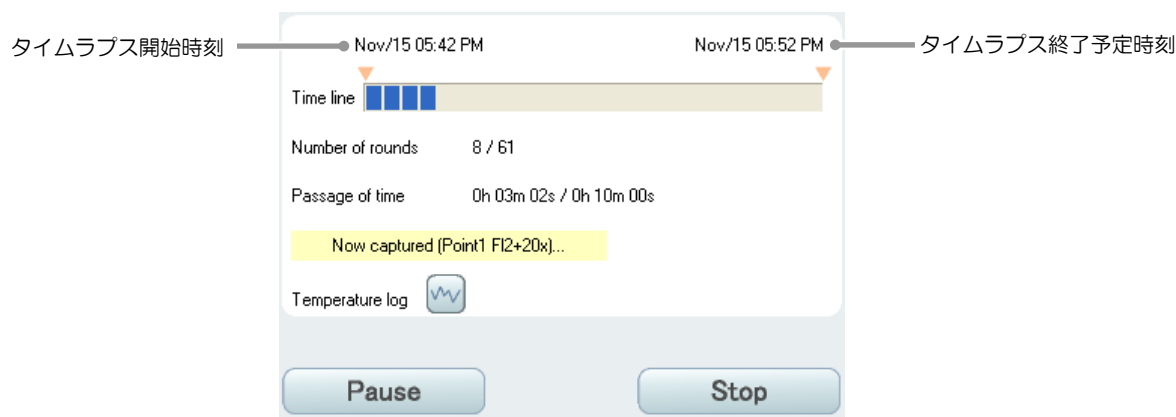 タイムラプス開始時刻
Nov/15 05:42 PM
Nov/15 05:52 PM
タイムラプス終了予定時刻
Time line
Number of rounds 8 / 61
Passage of time 0h 03m 02s / 0h 10m 00s
Now captured (Point1 Fl2+20x)...
Temperature log
Pause
Stop